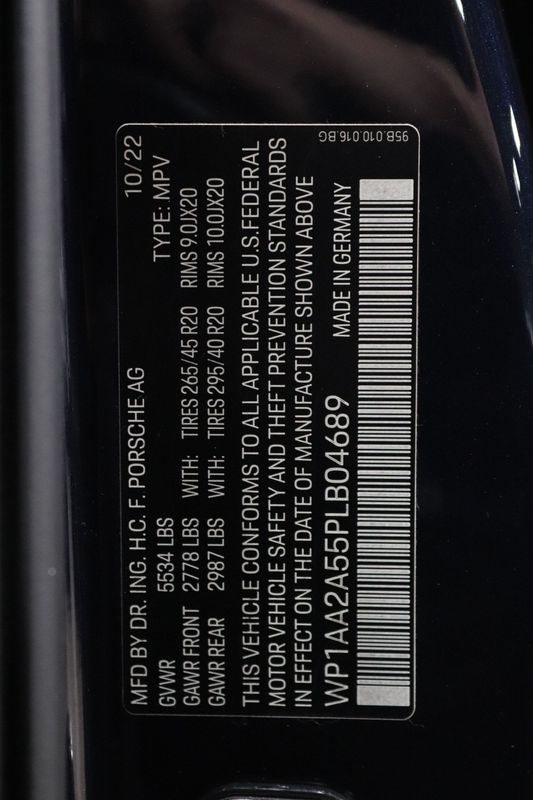 MFD BY DR. ING. H.C. F. PORSCHE AG 10/22
GVWR 5534 LBS TYPE: MPV
GAWR FRONT 2778 LBS WITH: TIRES 265/45 R20 RIMS 9.0JX20
GAWR REAR 2987 LBS WITH: TIRES 295/40 R20 RIMS 10.0JX20
THIS VEHICLE CONFORMS TO ALL APPLICABLE U.S.FEDERAL
MOTOR VEHICLE SAFETY AND THEFT PREVENTION STANDARDS
IN EFFECT ON THE DATE OF MANUFACTURE SHOWN ABOVE
WP1AA2A55PLB04689 MADE IN GERMANY
95B.010.016.BG